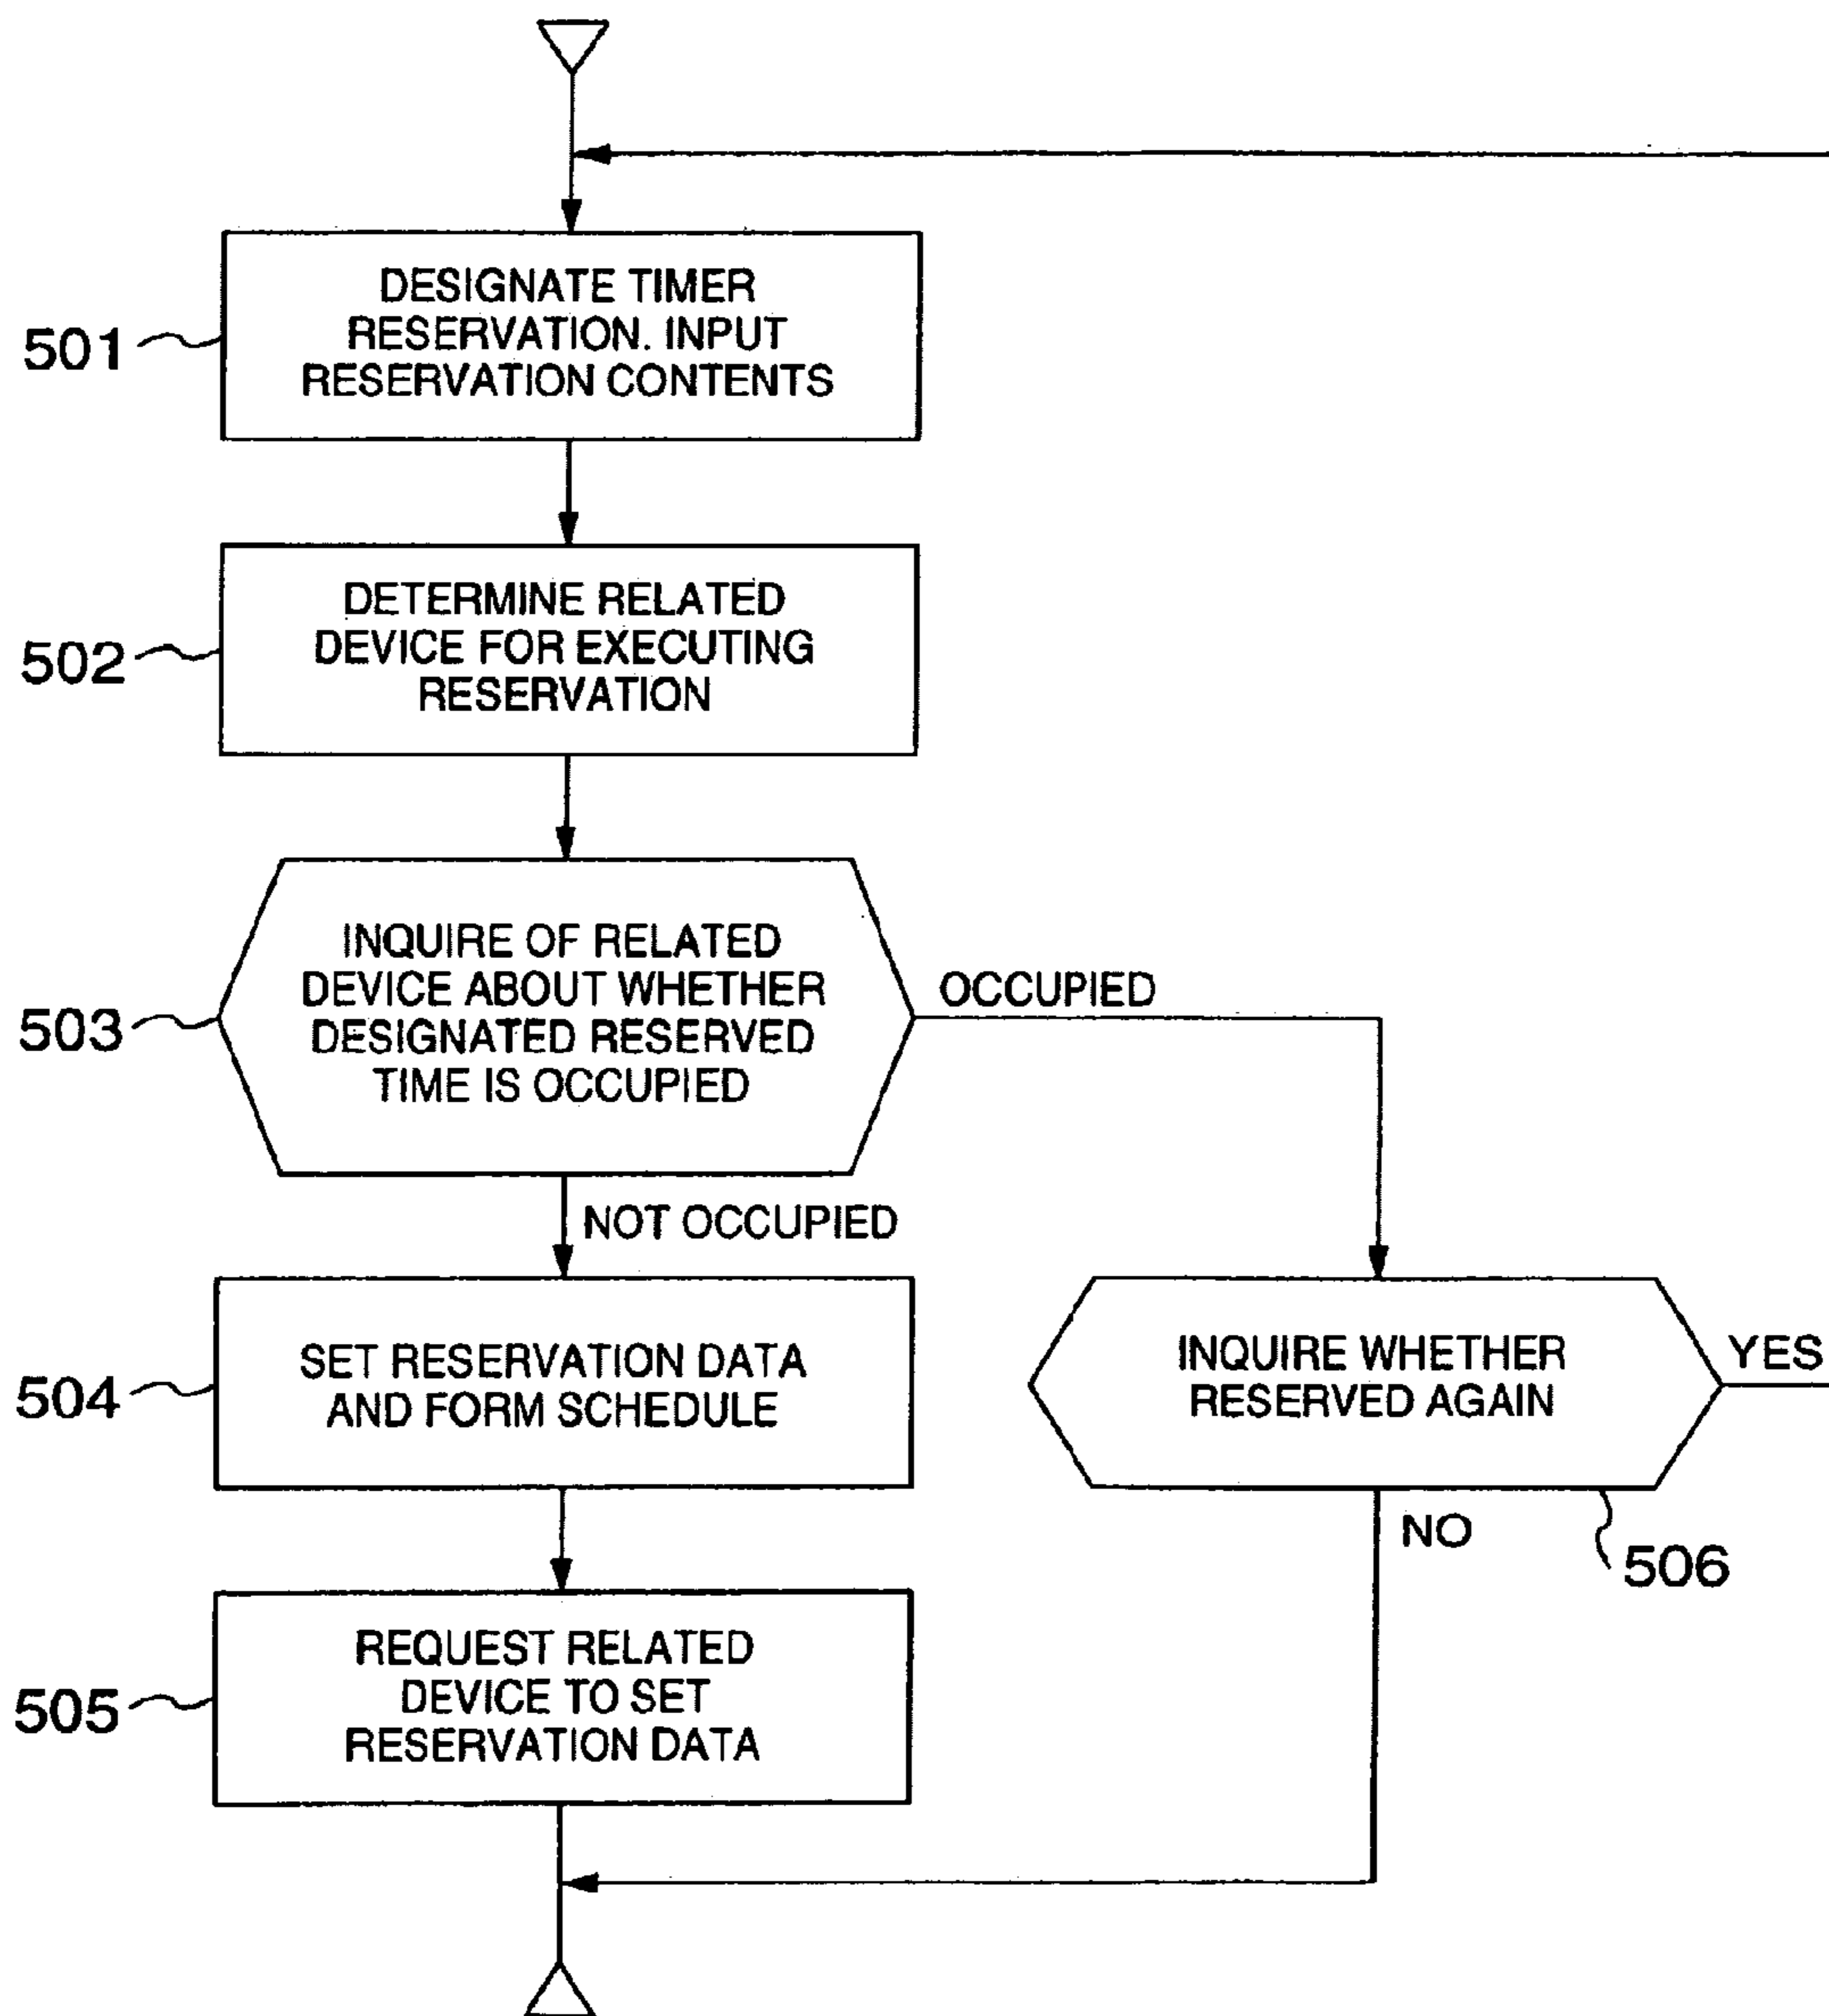 501
DESIGNATE TIMER
RESERVATION. INPUT
RESERVATION CONTENTS
502
DETERMINE RELATED
DEVICE FOR EXECUTING
RESERVATION
503
INQUIRE OF RELATED
DEVICE ABOUT WHETHER
DESIGNATED RESERVED
TIME IS OCCUPIED
OCCUPIED
NOT OCCUPIED
504
SET RESERVATION DATA
AND FORM SCHEDULE
INQUIRE WHETHER
RESERVED AGAIN
YES
NO
506
505
REQUEST RELATED
DEVICE TO SET
RESERVATION DATA